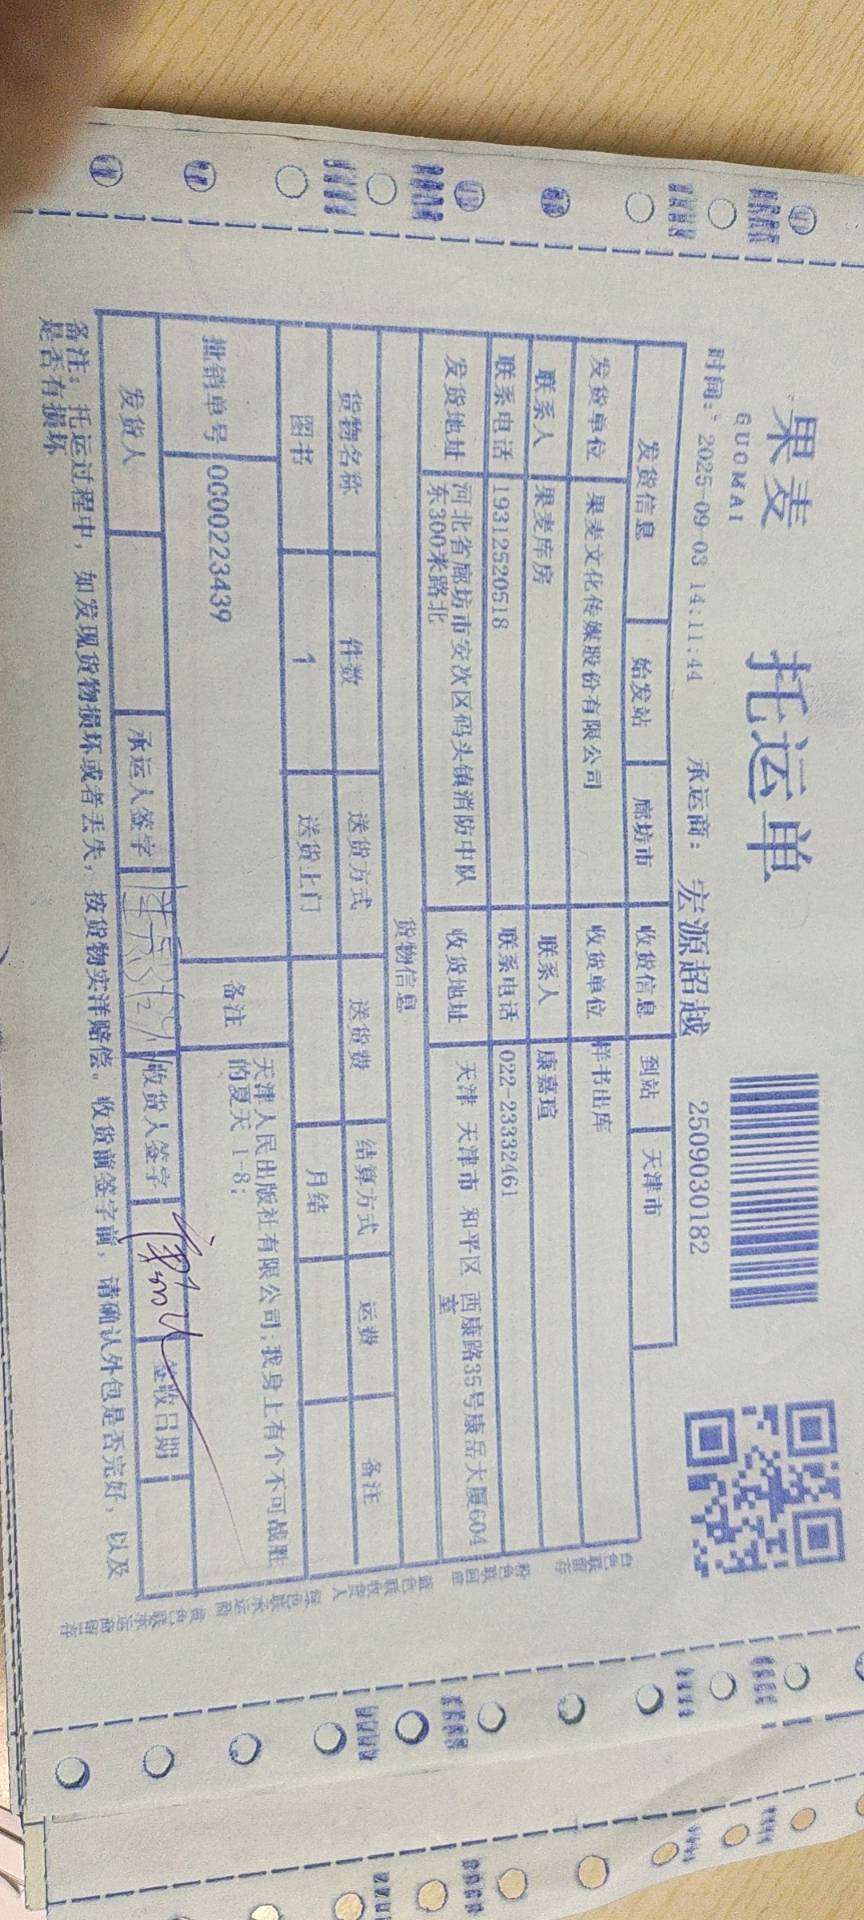 果麦
GUOMAI
托运单
时间: 2025-09-03 14:11:44 承运商: 宏源超越 2509030182
发货信息 始发站 廊坊市 收货信息 到站 天津市
发货单位 果麦文化传媒股份有限公司 收货单位 样书出库
联系人 果麦库房 联系人 康嘉瑄
联系电话 19312520518 联系电话 022-23332461
发货地址 河北省廊坊市安次区码头镇消防中队东300米路北 收货地址 天津 天津市 和平区 西康路35号康岳大厦604室
货物信息
货物名称 件数 送货方式 送货费 结算方式 运费 备注
图书 1 送货上门 月结
批销单号 0000223439 备注 天津人民出版社有限公司;我身上有个不可战胜的夏天 1-8;
发货人 承运人签字 收货人签字 签收日期
备注: 托运过程中, 如发现货物损坏或者丢失, 按货物实洋赔偿。收货前签字前, 请确认外包是否完好, 以及
是否有损坏